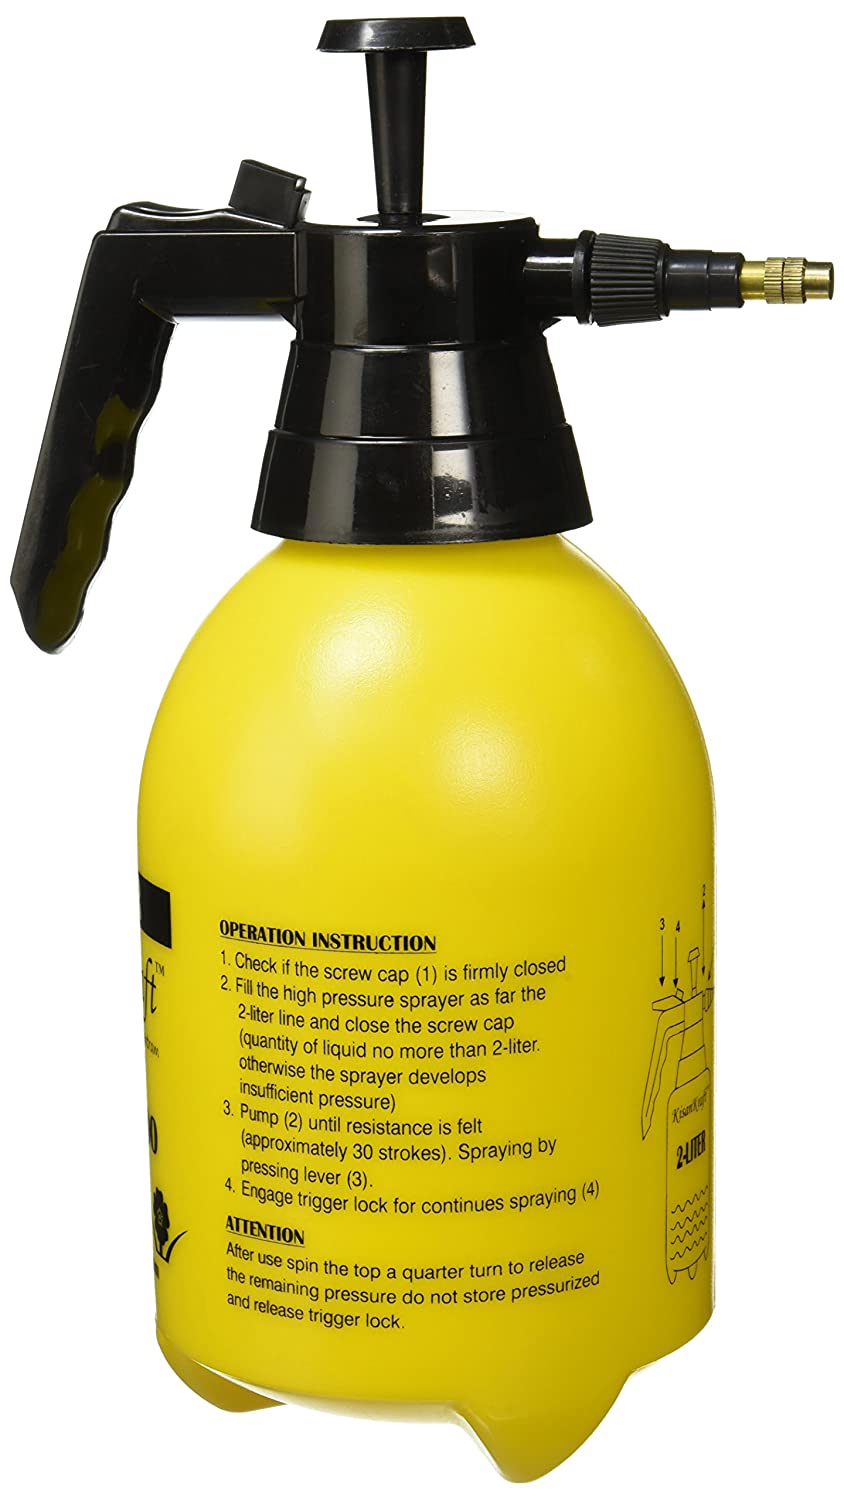 OPERATION INSTRUCTION
1. Check if the screw cap (1) is firmly closed
2. Fill the high pressure sprayer as far the
2-liter line and close the screw cap
(quantity of liquid no more than 2-liter.
otherwise the sprayer develops
insufficient pressure)
3. Pump (2) until resistance is felt
(approximately 30 strokes). Spraying by
pressing lever (3).
4. Engage trigger lock for continues spraying (4)
ATTENTION
After use spin the top a quarter turn to release
the remaining pressure do not store pressurized
and release trigger lock.
3 4 2
KisanKraft
2-LITER